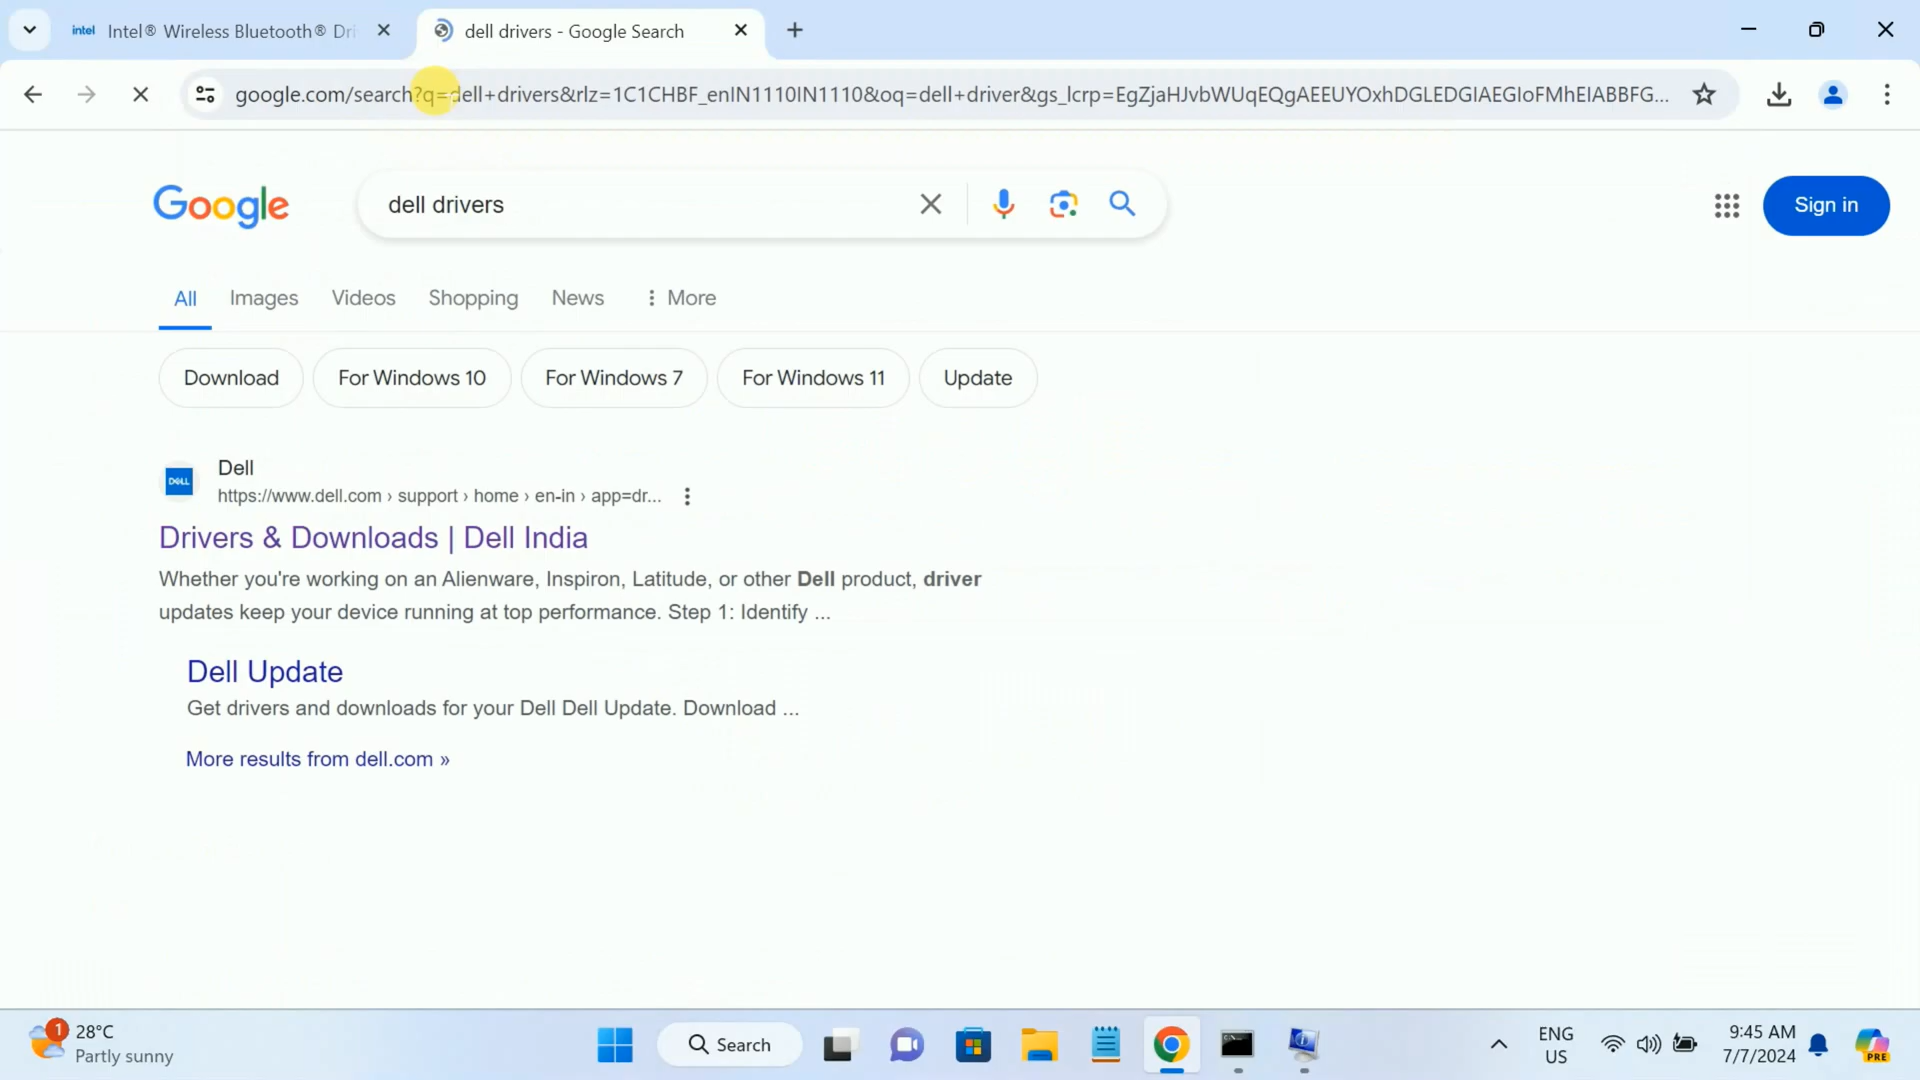 intel Intel® Wireless Bluetooth® Dri
dell drivers - Google Search
google.com/search?q=dell+drivers&rlz=1C1CHBF_enIN1110IN1110&oq=dell+driver&gs_lcrp=EgZjaHJvbWUqEQgAEEUYOxhDGLEDGIAEGIoFMhEIABBFG...
Google
dell drivers
Sign in
All Images Videos Shopping News More
Download For Windows 10 For Windows 7 For Windows 11 Update
DELL
Dell
https://www.dell.com › support › home › en-in › app=dr...
Drivers & Downloads | Dell India
Whether you're working on an Alienware, Inspiron, Latitude, or other Dell product, driver
updates keep your device running at top performance. Step 1: Identify ...
Dell Update
Get drivers and downloads for your Dell Dell Update. Download ...
More results from dell.com »
1
28°C
Partly sunny
Search
ENG
US
9:45 AM
7/7/2024
PRE